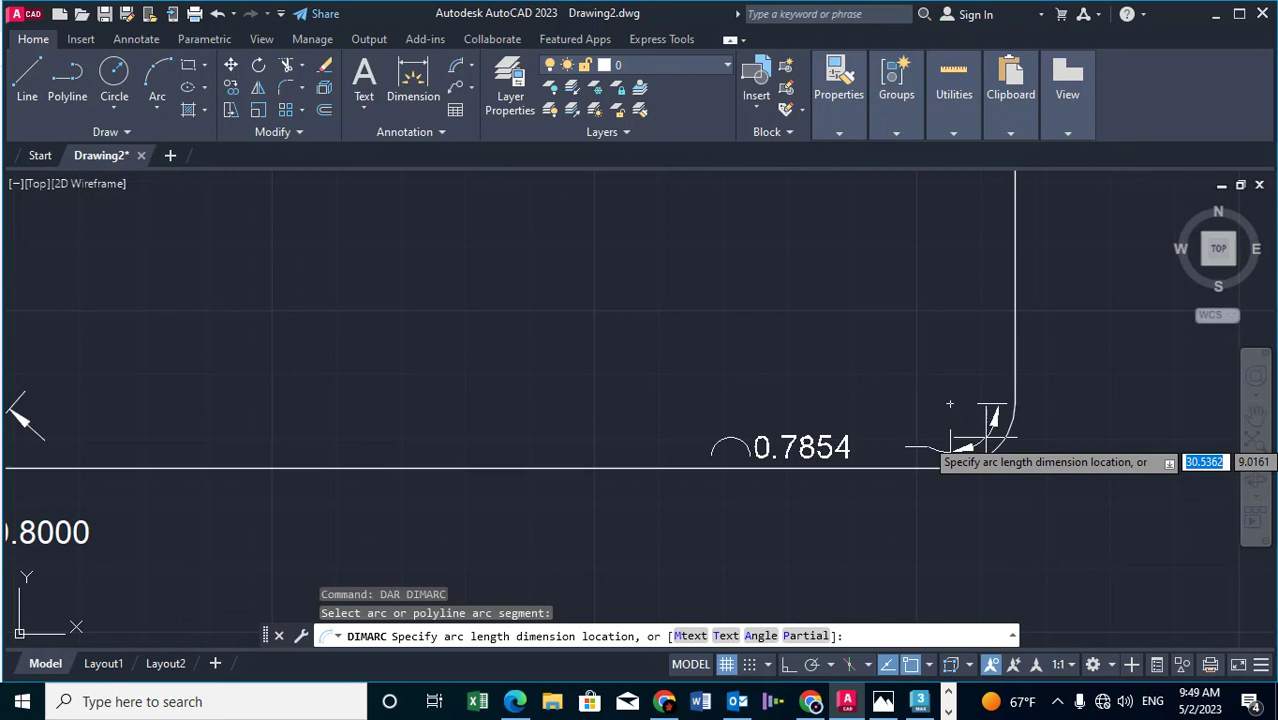 CAD
Share
Autodesk AutoCAD 2023 Drawing2.dwg
Type a keyword or phrase
Sign In
Home Insert Annotate Parametric View Manage Output Add-ins Collaborate Featured Apps Express Tools
0
Line Polyline Circle Arc
Text Dimension
Layer Properties
Insert
Properties Groups Utilities Clipboard View
Draw Modify Annotation Layers Block
Start Drawing2*
[−][Top][2D Wireframe]
N
W TOP E
S
WCS
0.7854
Specify arc length dimension location, or 30.5362 9.0161
0.8000
Y
X
Command: DAR DIMARC
Select arc or polyline arc segment:
DIMARC Specify arc length dimension location, or [Mtext Text Angle Partial]:
Model Layout1 Layout2
MODEL 1:1
Type here to search
67°F
ENG
9:49 AM
5/2/2023
4